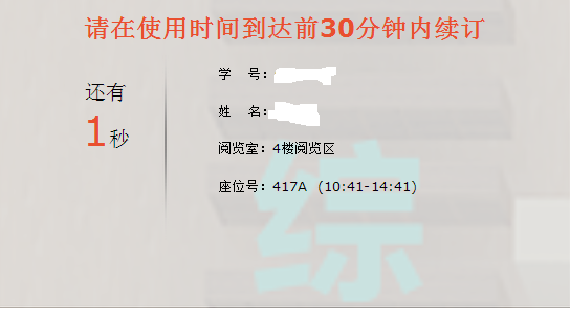 请在使用时间到达前30分钟内续订
还有
1秒
学 号：
姓 名：
阅览室：4楼阅览区
座位号：417A (10:41-14:41)
综